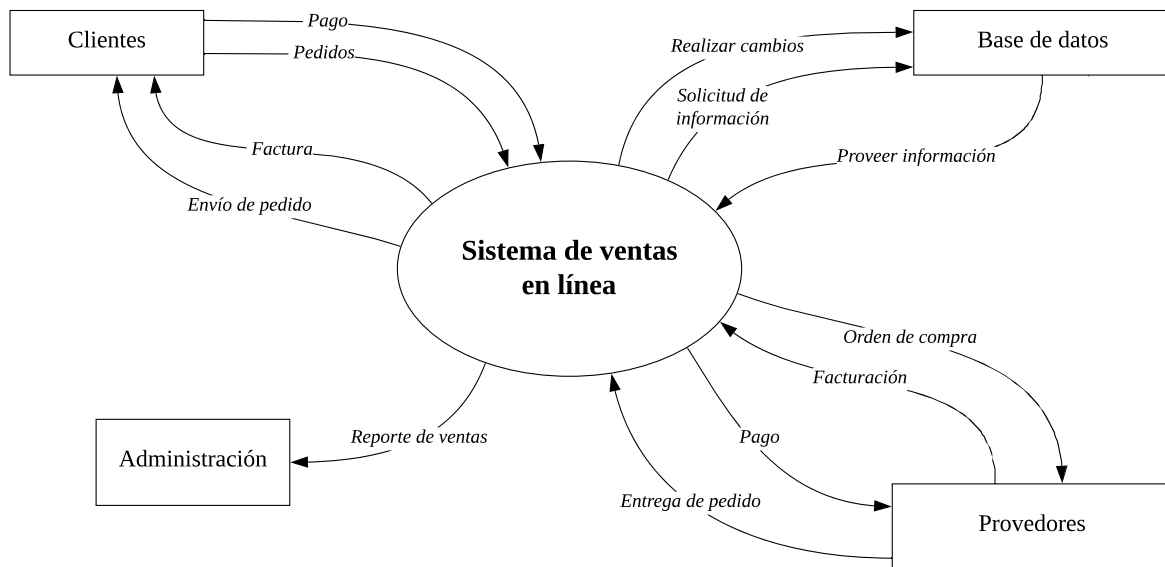 Clientes
Pago
Pedidos
Factura
Envío de pedido
Realizar cambios
Solicitud de
información
Base de datos
Proveer información
Sistema de ventas
en línea
Orden de compra
Facturación
Pago
Entrega de pedido
Provedores
Reporte de ventas
Administración